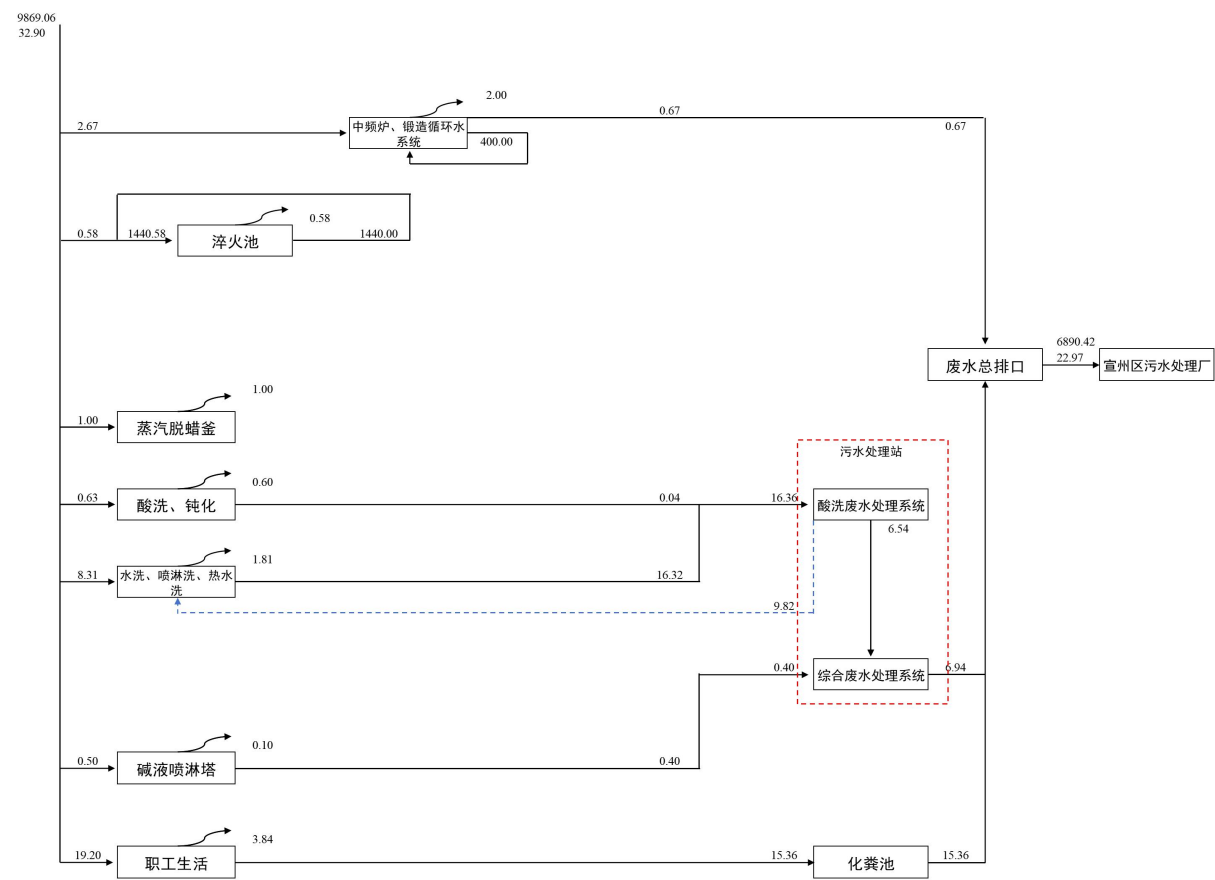 9869.06
32.90
2.00
0.67
2.67
中频炉、锻造循环水
系统
400.00
0.67
0.58
0.58
1440.58
淬火池
1440.00
废水总排口
6890.42
22.97
宣州区污水处理厂
1.00
1.00
蒸汽脱蜡釜
污水处理站
0.60
0.63
酸洗、钝化
0.04
16.36
酸洗废水处理系统
6.54
1.81
8.31
水洗、喷淋洗、热水
洗
16.32
9.82
0.40
综合废水处理系统
6.94
0.10
0.50
碱液喷淋塔
0.40
3.84
19.20
职工生活
15.36
化粪池
15.36